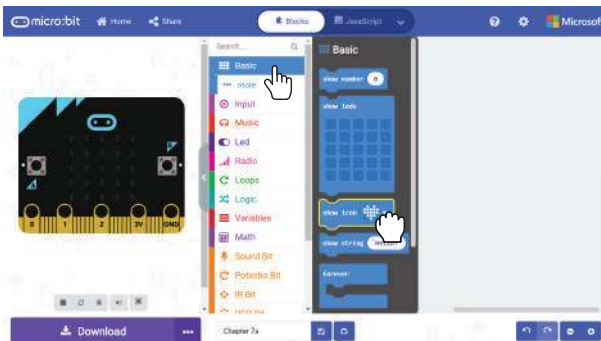 micro:bit Home Share Blocks JavaScript Microsoft
Search...
Basic
more
Input
Music
Led
Radio
Loops
Logic
Variables
Math
Sound Bit
Potentio Bit
IR Bit
Basic
show number 0
show leds
show icon
show string "Hello!"
forever
B
A
0 1 2 3V GND
Download
Chapter 7a